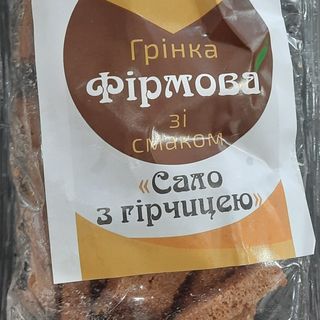 Грінка
Фірмова
зі
смаком
«Сало
з гірчицею»